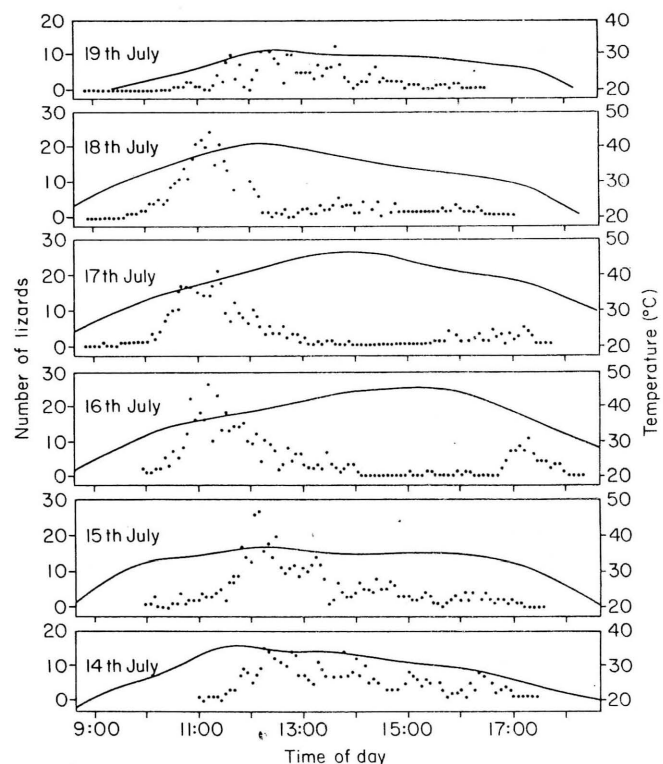 20 40
10 19th July 30
0 20
30 50
20 18th July 40
10 30
0 20
30 50
20 17th July 40
10 30
0 20
30 50
20 16th July 40
10 30
0 20
30 50
20 15th July 40
10 30
0 20
20 40
10 14th July 30
0 20
9:00 11:00 13:00 15:00 17:00
Time of day
Number of lizards
Temperature (°C)